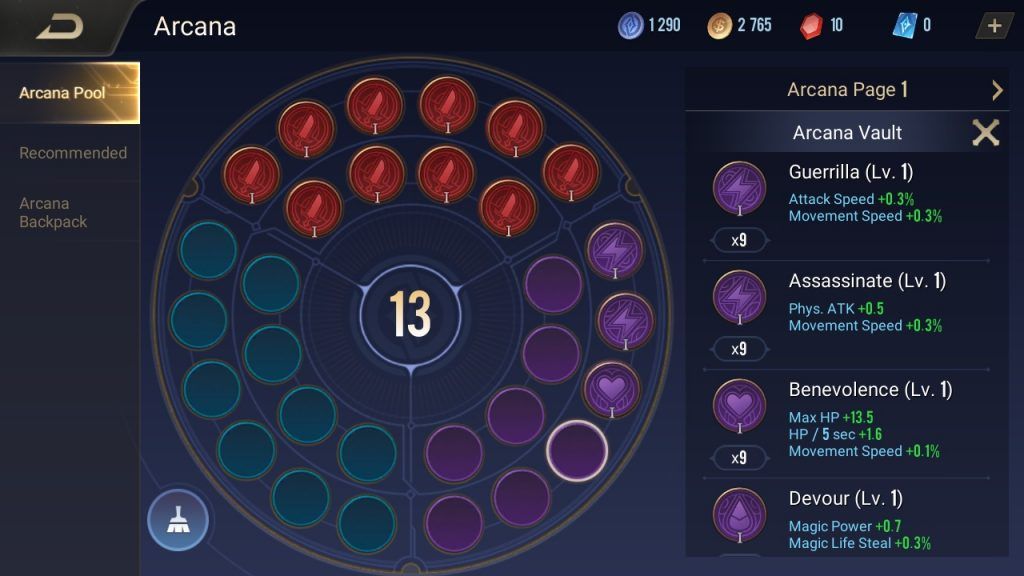 Arcana
1 290
2 765
10
0
Arcana Pool
Recommended
Arcana
Backpack
I
I
I
I
I
I
I
I
I
I
I
I
I
13
Arcana Page 1
Arcana Vault
Guerrilla (Lv. 1)
Attack Speed +0.3%
Movement Speed +0.3%
I
x9
Assassinate (Lv. 1)
Phys. ATK +0.5
Movement Speed +0.3%
I
x9
Benevolence (Lv. 1)
Max HP +13.5
HP / 5 sec +1.6
Movement Speed +0.1%
I
x9
Devour (Lv. 1)
Magic Power +0.7
Magic Life Steal +0.3%
I